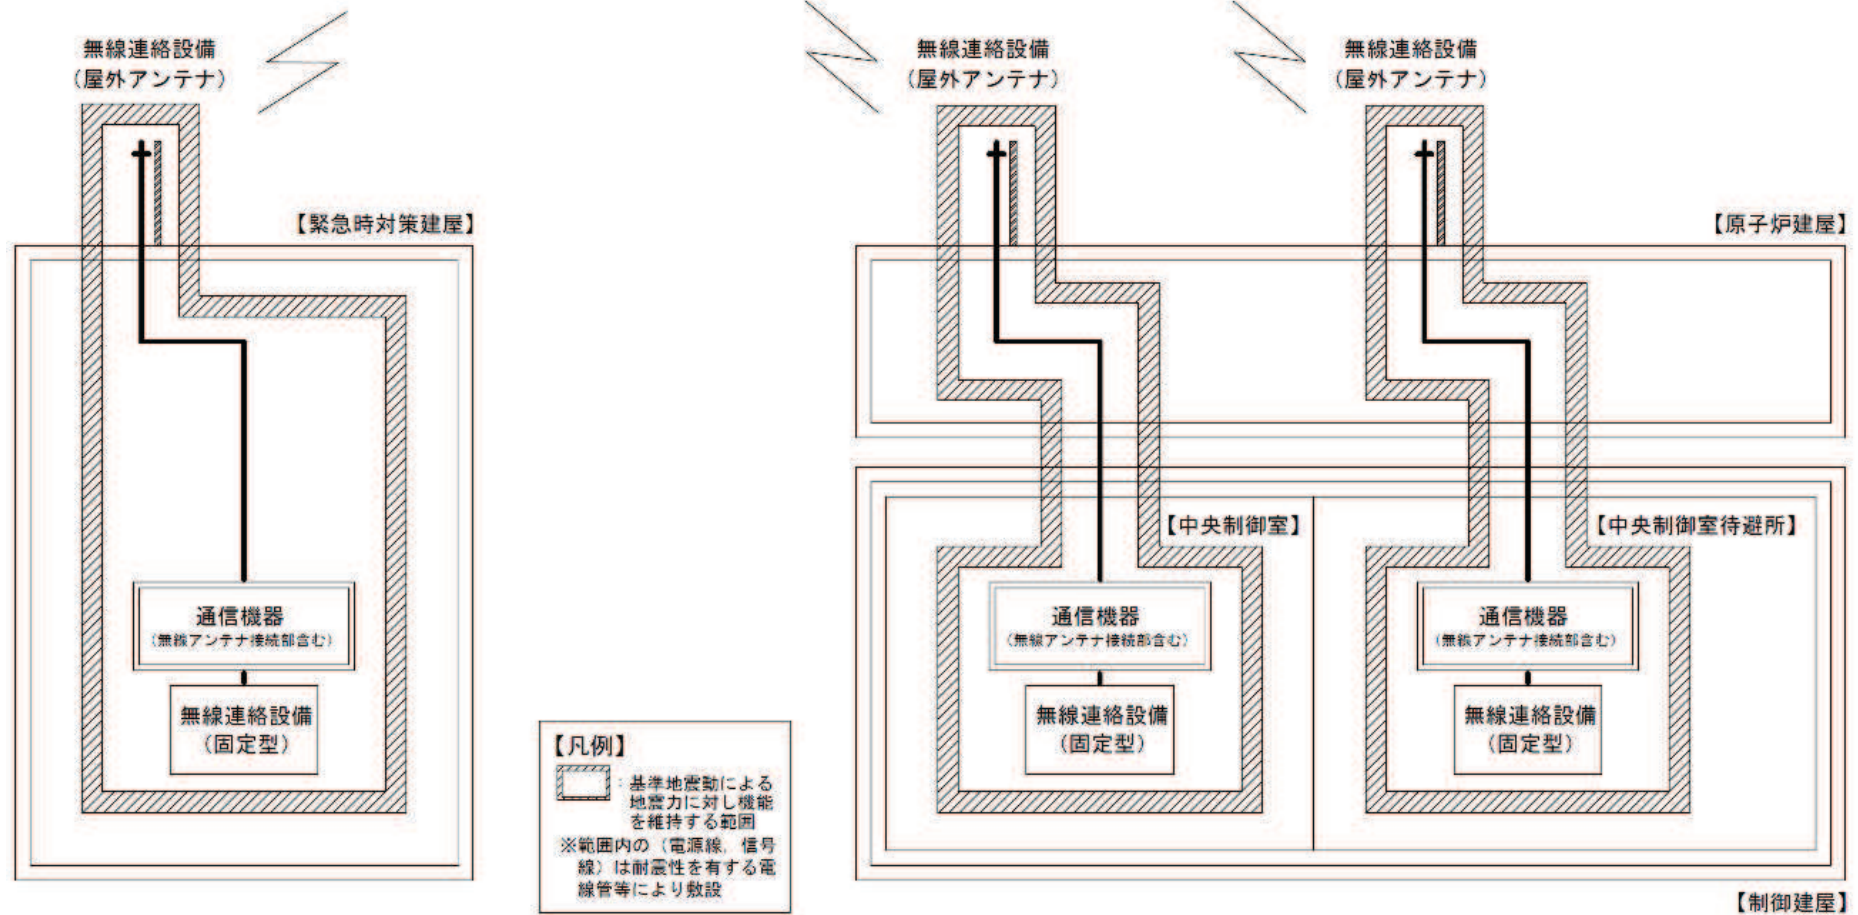 無線連絡設備
(屋外アンテナ)
無線連絡設備
(屋外アンテナ)
無線連絡設備
(屋外アンテナ)
【緊急時対策建屋】
【原子炉建屋】
【中央制御室】
【中央制御室待避所】
通信機器
(無線アンテナ接続部含む)
無線連絡設備
(固定型)
通信機器
(無線アンテナ接続部含む)
無線連絡設備
(固定型)
通信機器
(無線アンテナ接続部含む)
無線連絡設備
(固定型)
【凡例】
:基準地震動による
地震力に対し機能
を維持する範囲
※範囲内の(電源線,信号
線)は耐震性を有する電
線管等により敷設
【制御建屋】